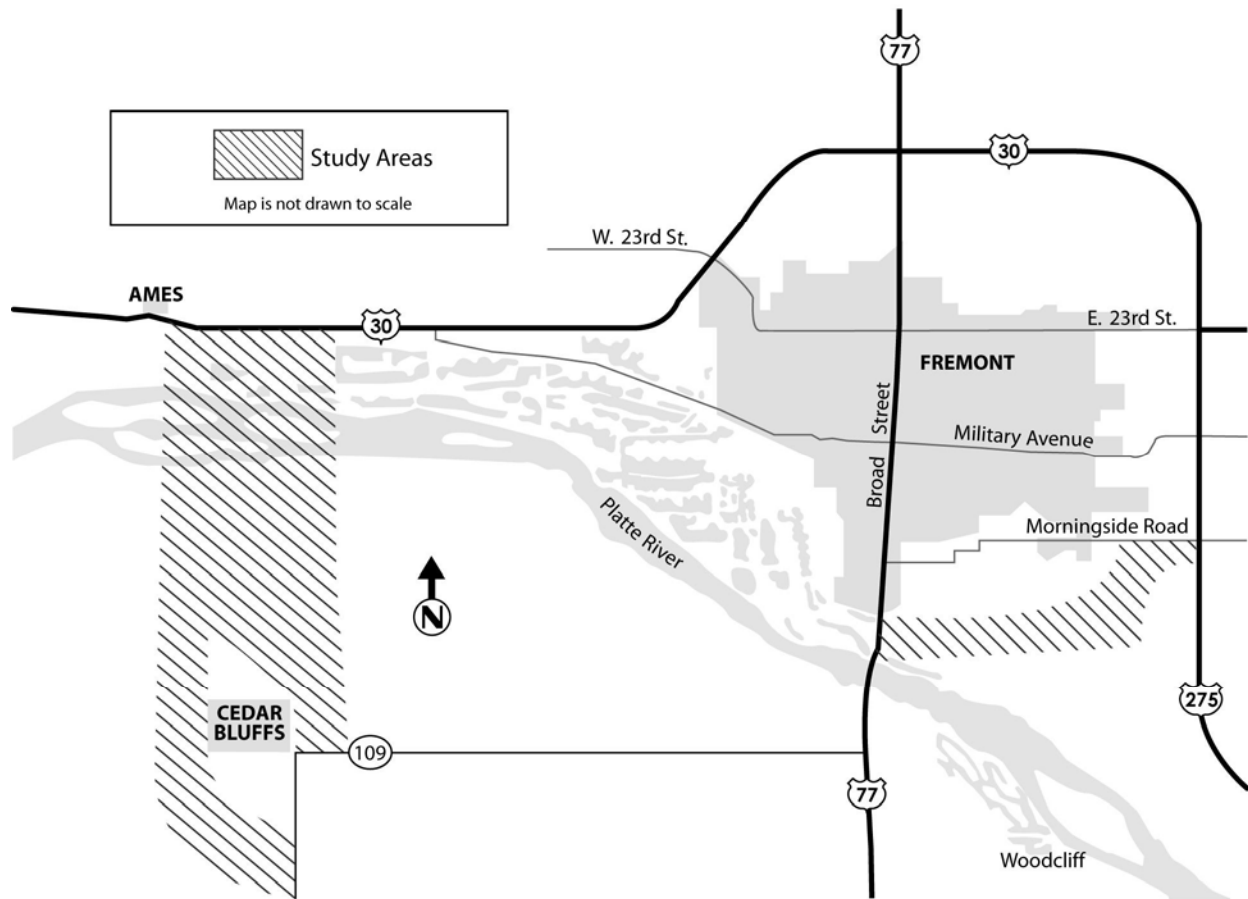 77
30
Study Areas
Map is not drawn to scale
W. 23rd St.
AMES
30
E. 23rd St.
FREMONT
Broad Street
Military Avenue
Platte River
Morningside Road
N
CEDAR
BLUFFS
275
109
77
Woodcliff